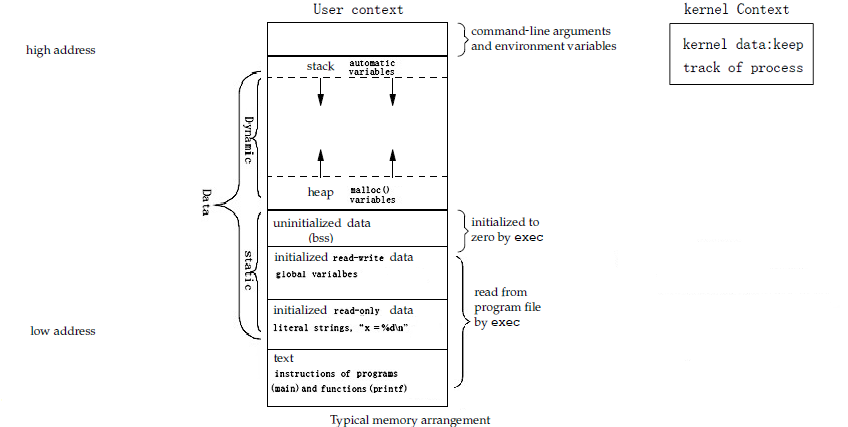 User context
kernel Context
high address
command-line arguments
and environment variables
kernel data:keep
track of process
stack automatic
variables
Dynamic
Data
heap malloc()
variables
static
uninitialized data
(bss)
initialized to
zero by exec
initialized read-write data
global varialbes
read from
program file
by exec
initialized read-only data
literal strings, “x =%d\n”
low address
text
instructions of programs
(main)and functions(printf)
Typical memory arrangement